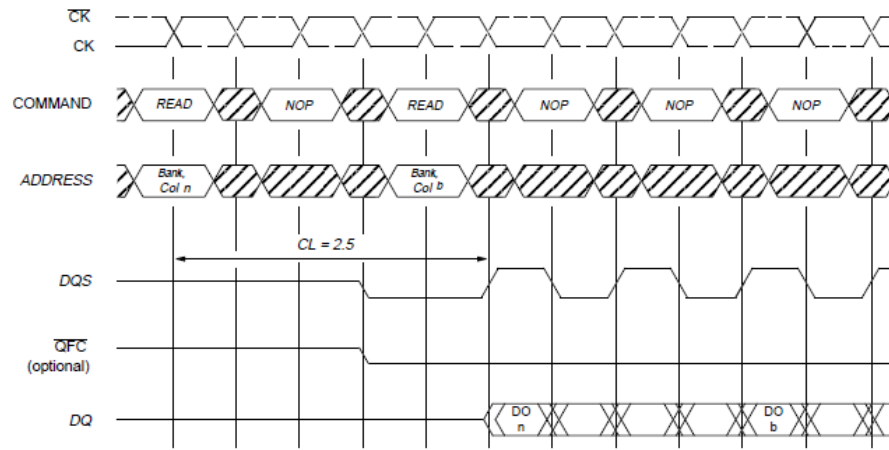 CK
CK
COMMAND READ NOP READ NOP NOP NOP
ADDRESS Bank, Bank,
Col n Col b
CL = 2.5
DQS
QFC
(optional)
DQ DO DO
n b